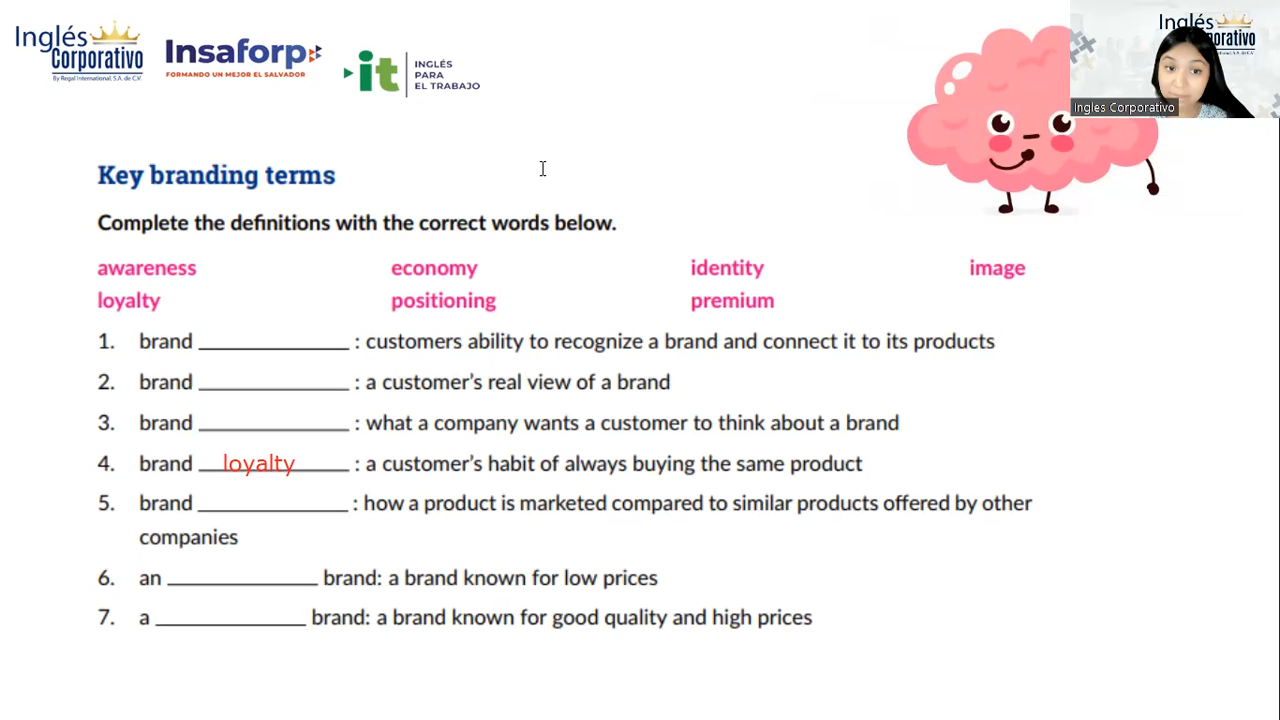 Inglés
Corporativo
By Regal International, S.A. de C.V.
Insaforp
FORMANDO UN MEJOR EL SALVADOR
it
INGLÉS
PARA
EL TRABAJO
Inglés
Corporativo
Ingles Corporativo
Key branding terms
Complete the definitions with the correct words below.
awareness economy identity image
loyalty positioning premium
1. brand ______________ : customers ability to recognize a brand and connect it to its products
2. brand ______________ : a customer's real view of a brand
3. brand ______________ : what a company wants a customer to think about a brand
4. brand __loyalty_____ : a customer's habit of always buying the same product
5. brand ______________ : how a product is marketed compared to similar products offered by other
companies
6. an ______________ brand: a brand known for low prices
7. a ______________ brand: a brand known for good quality and high prices